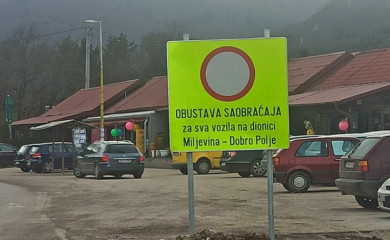 OBUSTAVA SAOBRAĆAJA
za sva vozila na dionici
Miljevina - Dobro Polje